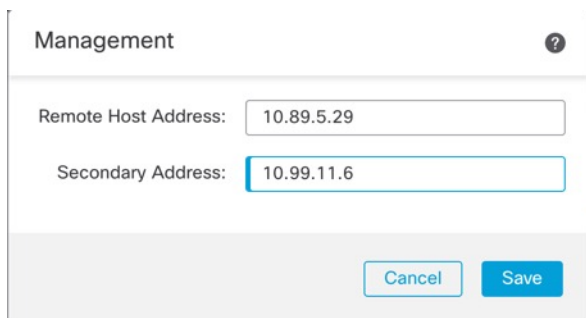 Management
?
Remote Host Address: 10.89.5.29
Secondary Address: 10.99.11.6
Cancel Save